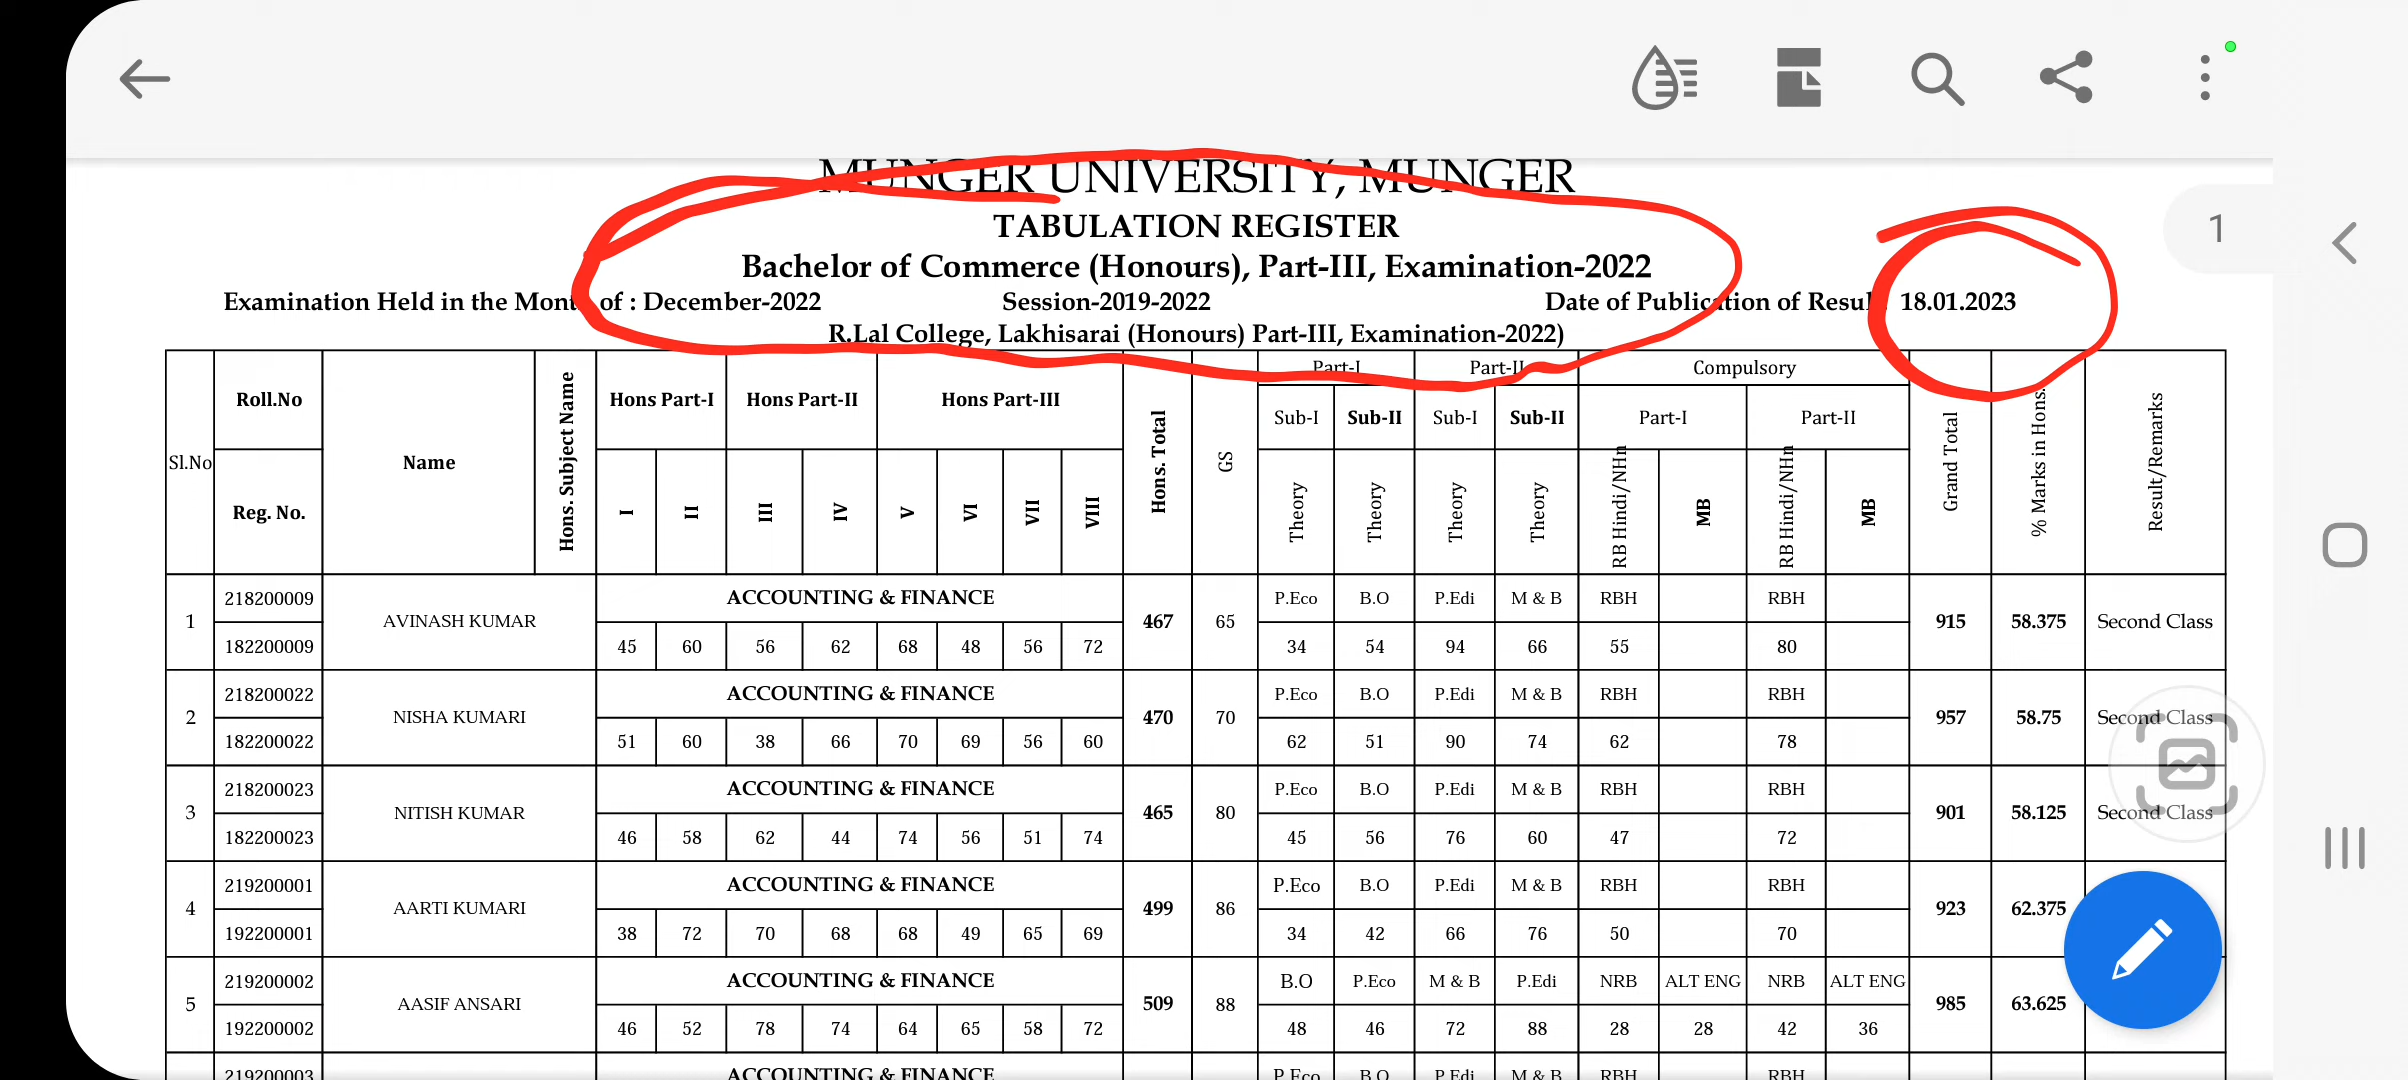 1
MUNGER UNIVERSITY, MUNGER
TABULATION REGISTER
Bachelor of Commerce (Honours), Part-III, Examination-2022
Examination Held in the Month of : December-2022 Session-2019-2022 Date of Publication of Result 18.01.2023
R.Lal College, Lakhisarai (Honours) Part-III, Examination-2022)
Sl.No Roll.No Reg. No. Name Hons. Subject Name Hons Part-I Hons Part-II Hons Part-III Hons. Total GS Part-I Part-II Compulsory Grand Total % Marks in Hons. Result/Remarks
Sub-I Sub-II Sub-I Sub-II Part-I Part-II
I II III IV V VI VII VIII Theory Theory Theory Theory RB Hindi/NHn MB RB Hindi/NHn MB
218200009 ACCOUNTING & FINANCE P.Eco B.O P.Edi M & B RBH RBH
1 AVINASH KUMAR 467 65 915 58.375 Second Class
182200009 45 60 56 62 68 48 56 72 34 54 94 66 55 80
218200022 ACCOUNTING & FINANCE P.Eco B.O P.Edi M & B RBH RBH
2 NISHA KUMARI 470 70 957 58.75 Second Class
182200022 51 60 38 66 70 69 56 60 62 51 90 74 62 78
218200023 ACCOUNTING & FINANCE P.Eco B.O P.Edi M & B RBH RBH
3 NITISH KUMAR 465 80 901 58.125 Second Class
182200023 46 58 62 44 74 56 51 74 45 56 76 60 47 72
219200001 ACCOUNTING & FINANCE P.Eco B.O P.Edi M & B RBH RBH
4 AARTI KUMARI 499 86 923 62.375
192200001 38 72 70 68 68 49 65 69 34 42 66 76 50 70
219200002 ACCOUNTING & FINANCE B.O P.Eco M & B P.Edi NRB ALT ENG NRB ALT ENG
5 AASIF ANSARI 509 88 985 63.625
192200002 46 52 78 74 64 65 58 72 48 46 72 88 28 28 42 36
219200003 ACCOUNTING & FINANCE P.Eco B.O P.Edi M & B RBH RBH